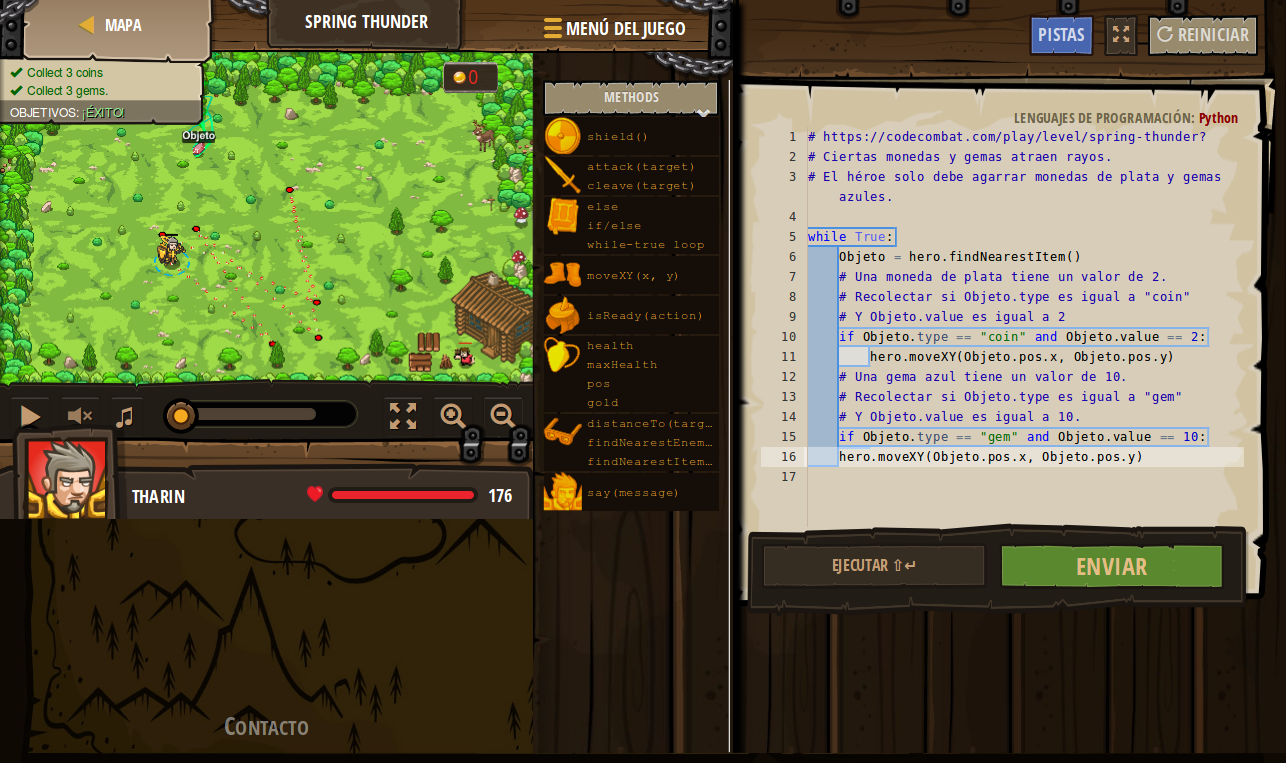 MAPA
SPRING THUNDER
MENÚ DEL JUEGO
PISTAS
REINICIAR
Collect 3 coins
Collect 3 gems.
OBJETIVOS: ¡ÉXITO!
0
Objeto
METHODS
shield()
attack(target)
cleave(target)
else
if/else
while-true loop
moveXY(x, y)
isReady(action)
health
maxHealth
pos
gold
distanceTo(targ…
findNearestEnem…
findNearestItem…
say(message)
THARIN
176
CONTACTO
LENGUAJES DE PROGRAMACIÓN: Python
1 # https://codecombat.com/play/level/spring-thunder?
2 # Ciertas monedas y gemas atraen rayos.
3 # El héroe solo debe agarrar monedas de plata y gemas
azules.
4
5 while True:
6 Objeto = hero.findNearestItem()
7 # Una moneda de plata tiene un valor de 2.
8 # Recolectar si Objeto.type es igual a "coin"
9 # Y Objeto.value es igual a 2
10 if Objeto.type == "coin" and Objeto.value == 2:
11 hero.moveXY(Objeto.pos.x, Objeto.pos.y)
12 # Una gema azul tiene un valor de 10.
13 # Recolectar si Objeto.type es igual a "gem"
14 # Y Objeto.value es igual a 10.
15 if Objeto.type == "gem" and Objeto.value == 10:
16 hero.moveXY(Objeto.pos.x, Objeto.pos.y)
17
EJECUTAR ⇧↵
ENVIAR